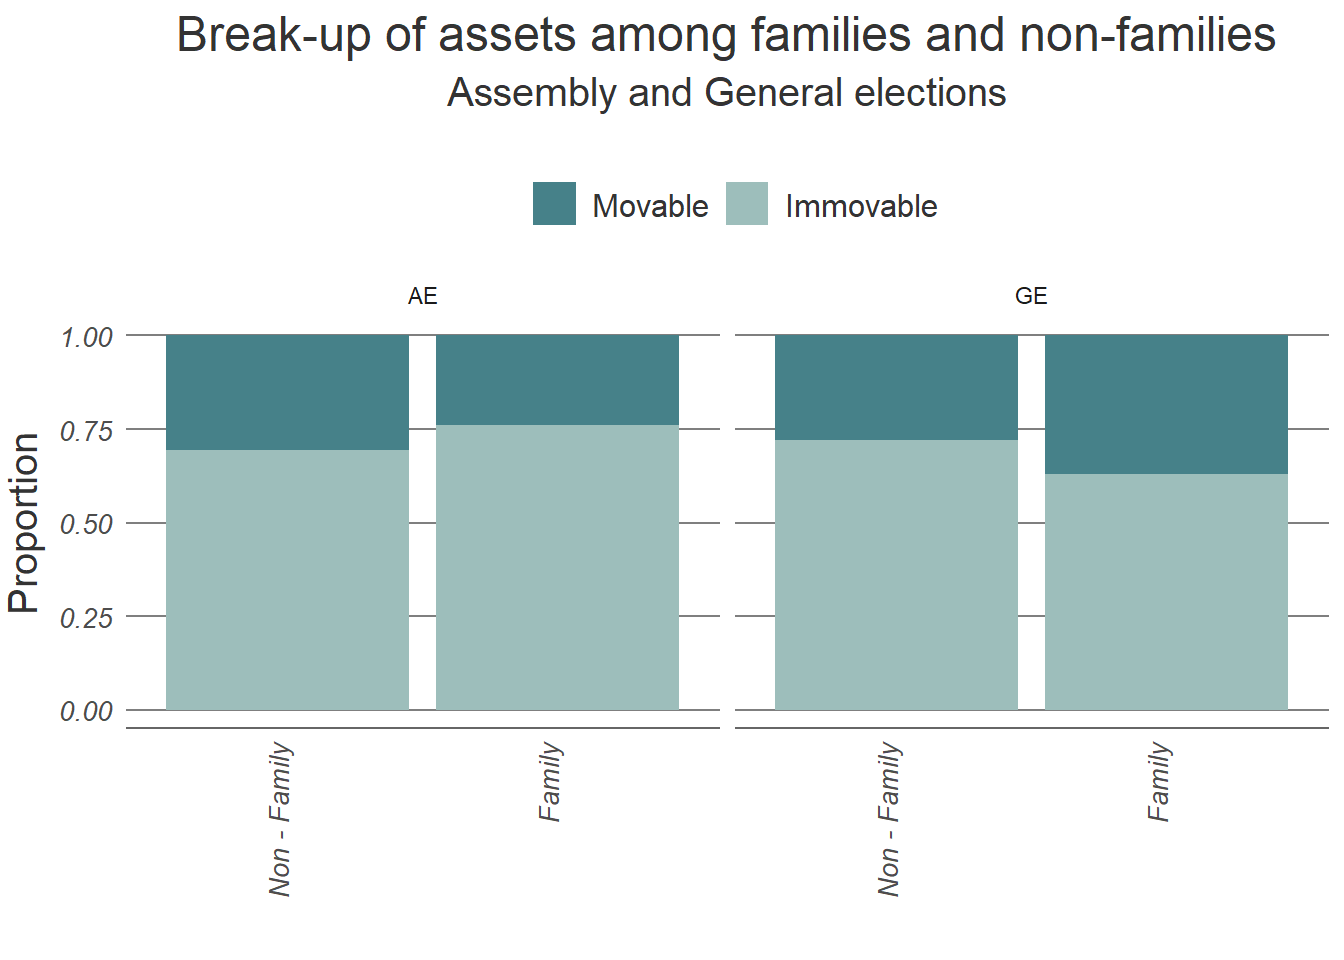 Break-up of assets among families and non-families
Assembly and General elections
Movable
Immovable
AE
GE
1.00
0.75
0.50
0.25
0.00
Proportion
Non - Family
Family
Non - Family
Family